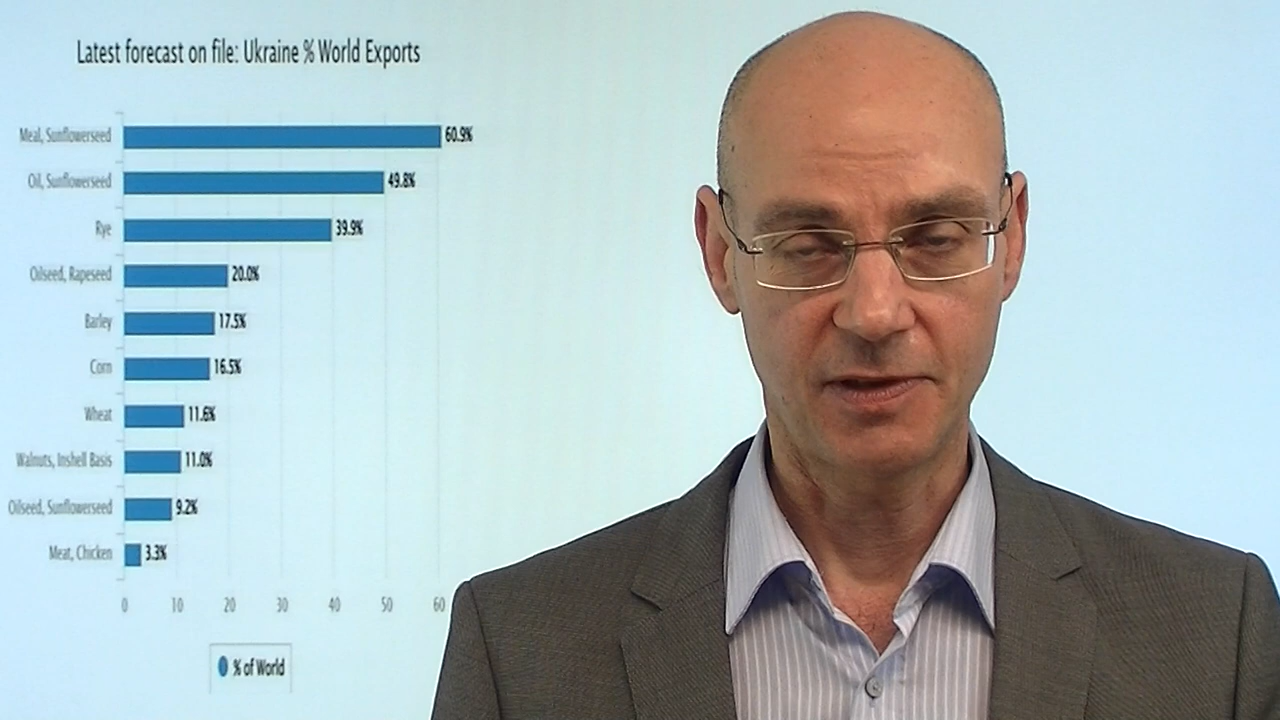 Latest forecast on file: Ukraine % World Exports
Meal, Sunflowerseed 60.9%
Oil, Sunflowerseed 49.8%
Rye 39.9%
Oilseed, Rapeseed 20.0%
Barley 17.5%
Corn 16.5%
Wheat 11.6%
Walnuts, Inshell Basis 11.0%
Oilseed, Sunflowerseed 9.2%
Meat, Chicken 3.3%
0 10 20 30 40 50 60
% of World